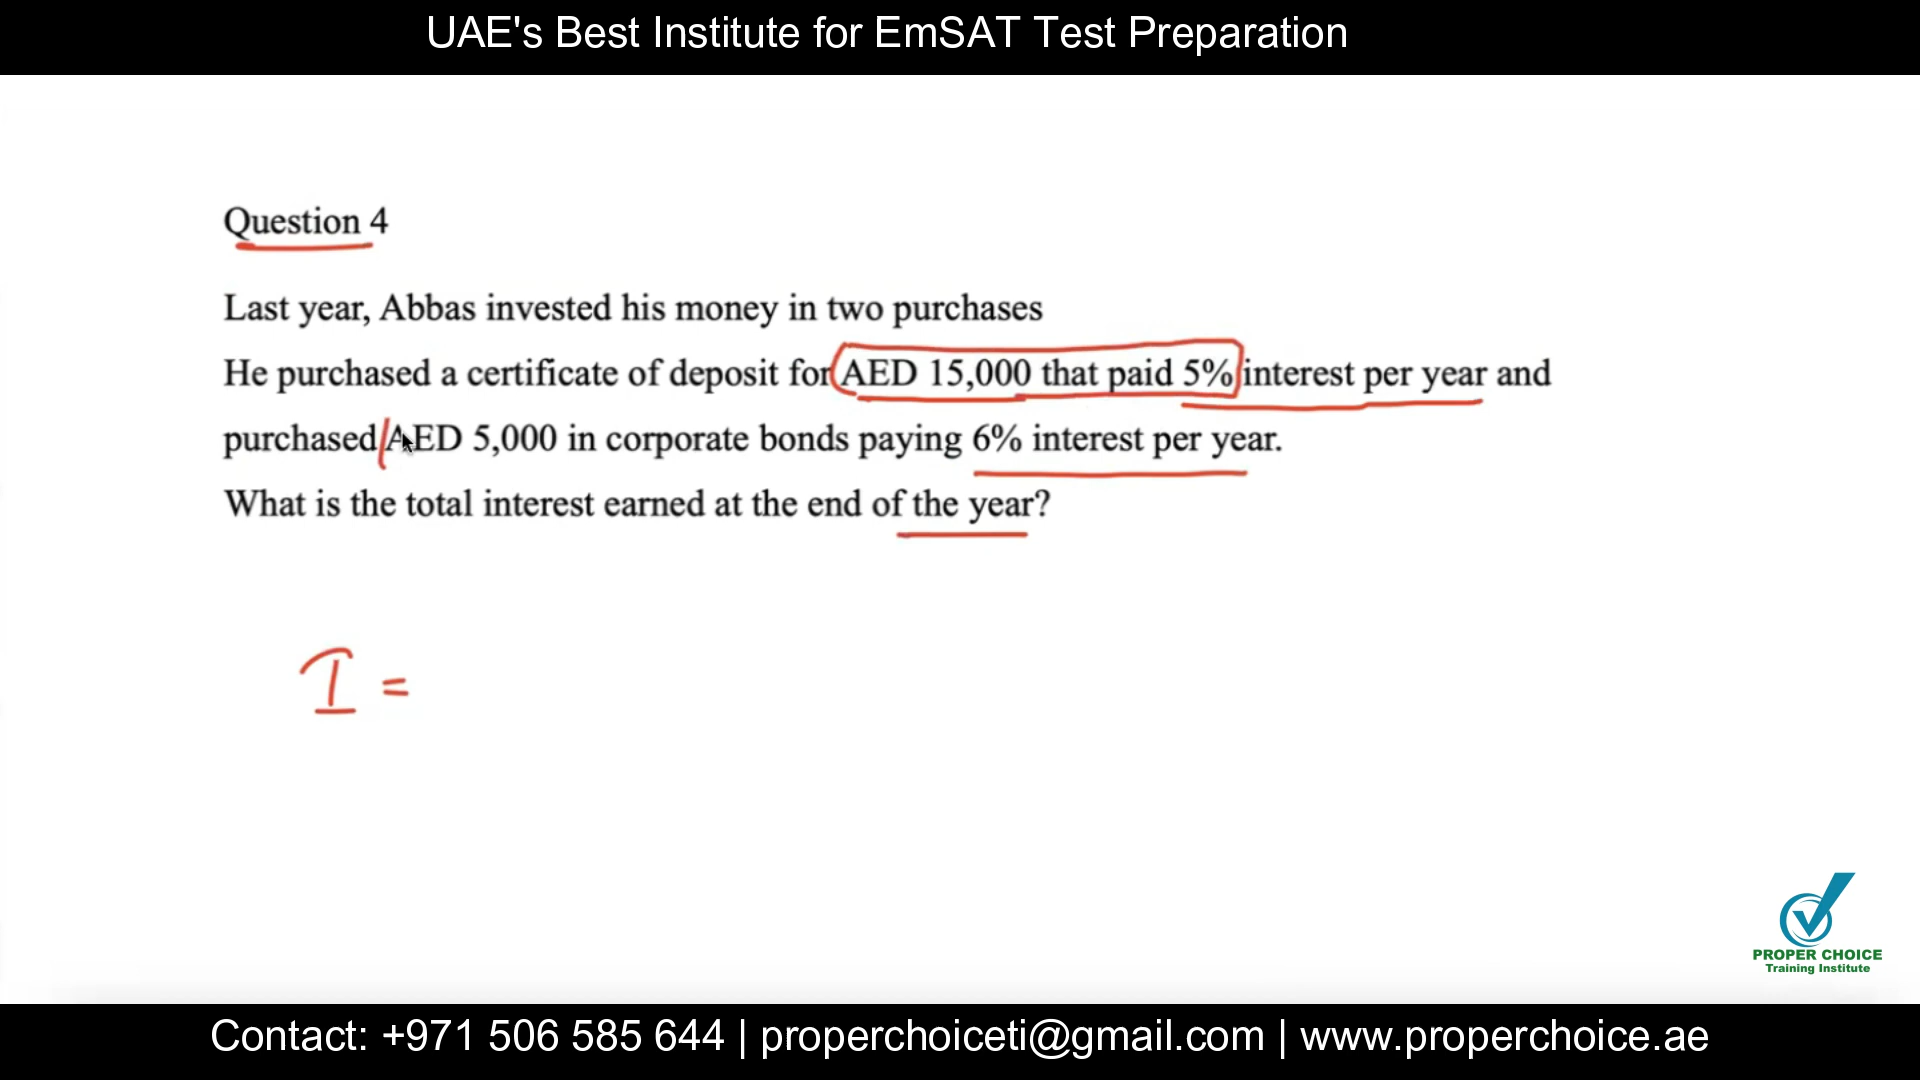 UAE's Best Institute for EmSAT Test Preparation
Question 4
Last year, Abbas invested his money in two purchases
He purchased a certificate of deposit for AED 15,000 that paid 5% interest per year and
purchased AED 5,000 in corporate bonds paying 6% interest per year.
What is the total interest earned at the end of the year?
I =
PROPER CHOICE
Training Institute
Contact: +971 506 585 644 | properchoiceti@gmail.com | www.properchoice.ae